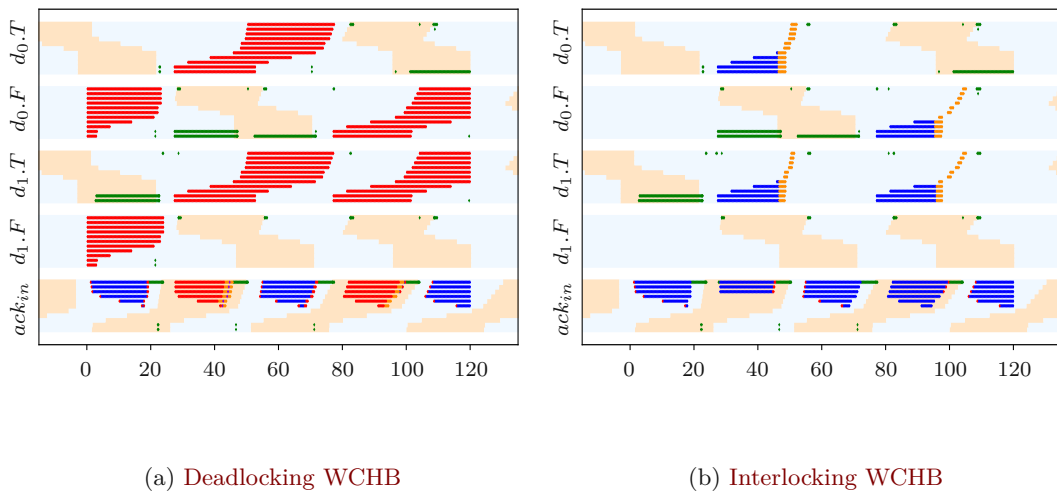 d₀.T
d₀.F
d₁.T
d₁.F
ackᵢₙ
0 20 40 60 80 100 120
(a) Deadlocking WCHB
d₀.T
d₀.F
d₁.T
d₁.F
ackᵢₙ
0 20 40 60 80 100 120
(b) Interlocking WCHB